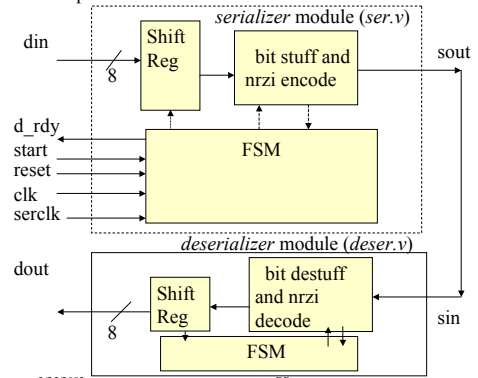 serializer module (ser.v)
din
8
Shift
Reg
bit stuff and
nrzi encode
sout
d_rdy
start
reset
clk
serclk
FSM
deserializer module (deser.v)
dout
8
Shift
Reg
bit destuff
and nrzi
decode
sin
FSM